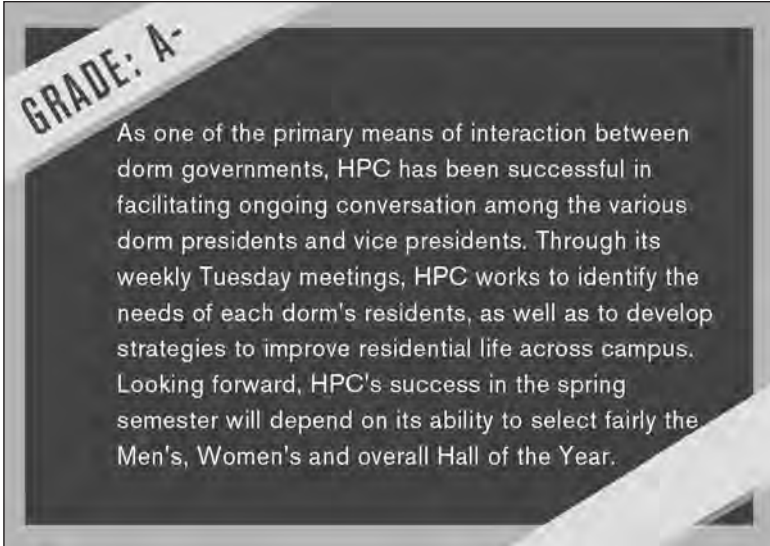 GRADE: A-
As one of the primary means of interaction between
dorm governments, HPC has been successful in
facilitating ongoing conversation among the various
dorm presidents and vice presidents. Through its
weekly Tuesday meetings, HPC works to identify the
needs of each dorm's residents, as well as to develop
strategies to improve residential life across campus.
Looking forward, HPC's success in the spring
semester will depend on its ability to select fairly the
Men's, Women's and overall Hall of the Year.